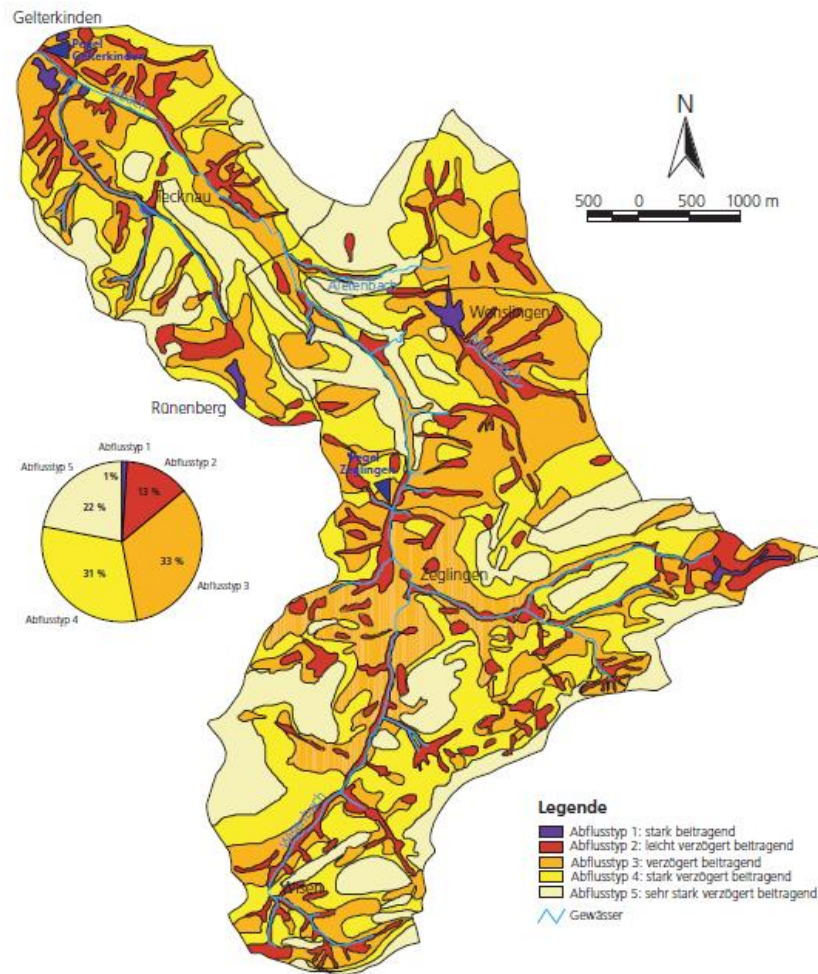 Gelterkinden
Pegel
Gelterkinden
Eibach
Tecknau
N
500 0 500 1000 m
Aletenbach
Wenslingen
Rünenberg
Pegel
Zeglingen
Abflusstyp 1
Abflusstyp 5
Abflusstyp 2
1%
13 %
22 %
33 %
31 %
Abflusstyp 3
Abflusstyp 4
Zeglingen
Wisen
Legende
Abflusstyp 1: stark beitragend
Abflusstyp 2: leicht verzögert beitragend
Abflusstyp 3: verzögert beitragend
Abflusstyp 4: stark verzögert beitragend
Abflusstyp 5: sehr stark verzögert beitragend
Gewässer